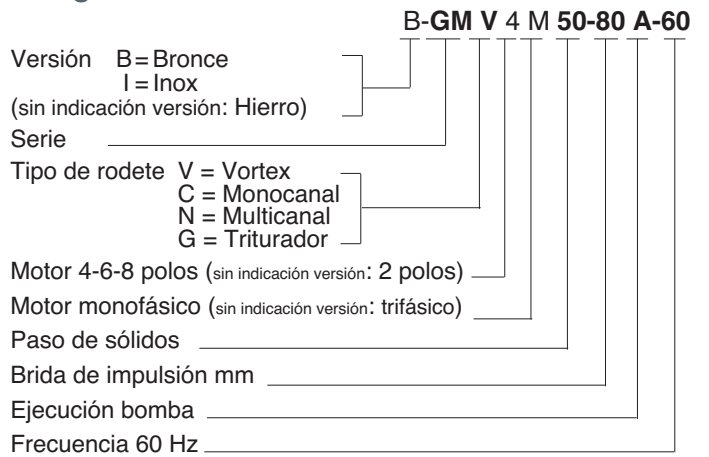 B-GM V 4 M 50-80 A-60
Versión B = Bronce
I = Inox
(sin indicación versión: Hierro)
Serie
Tipo de rodete V = Vortex
C = Monocanal
N = Multicanal
G = Triturador
Motor 4-6-8 polos (sin indicación versión: 2 polos)
Motor monofásico (sin indicación versión: trifásico)
Paso de sólidos
Brida de impulsión mm
Ejecución bomba
Frecuencia 60 Hz